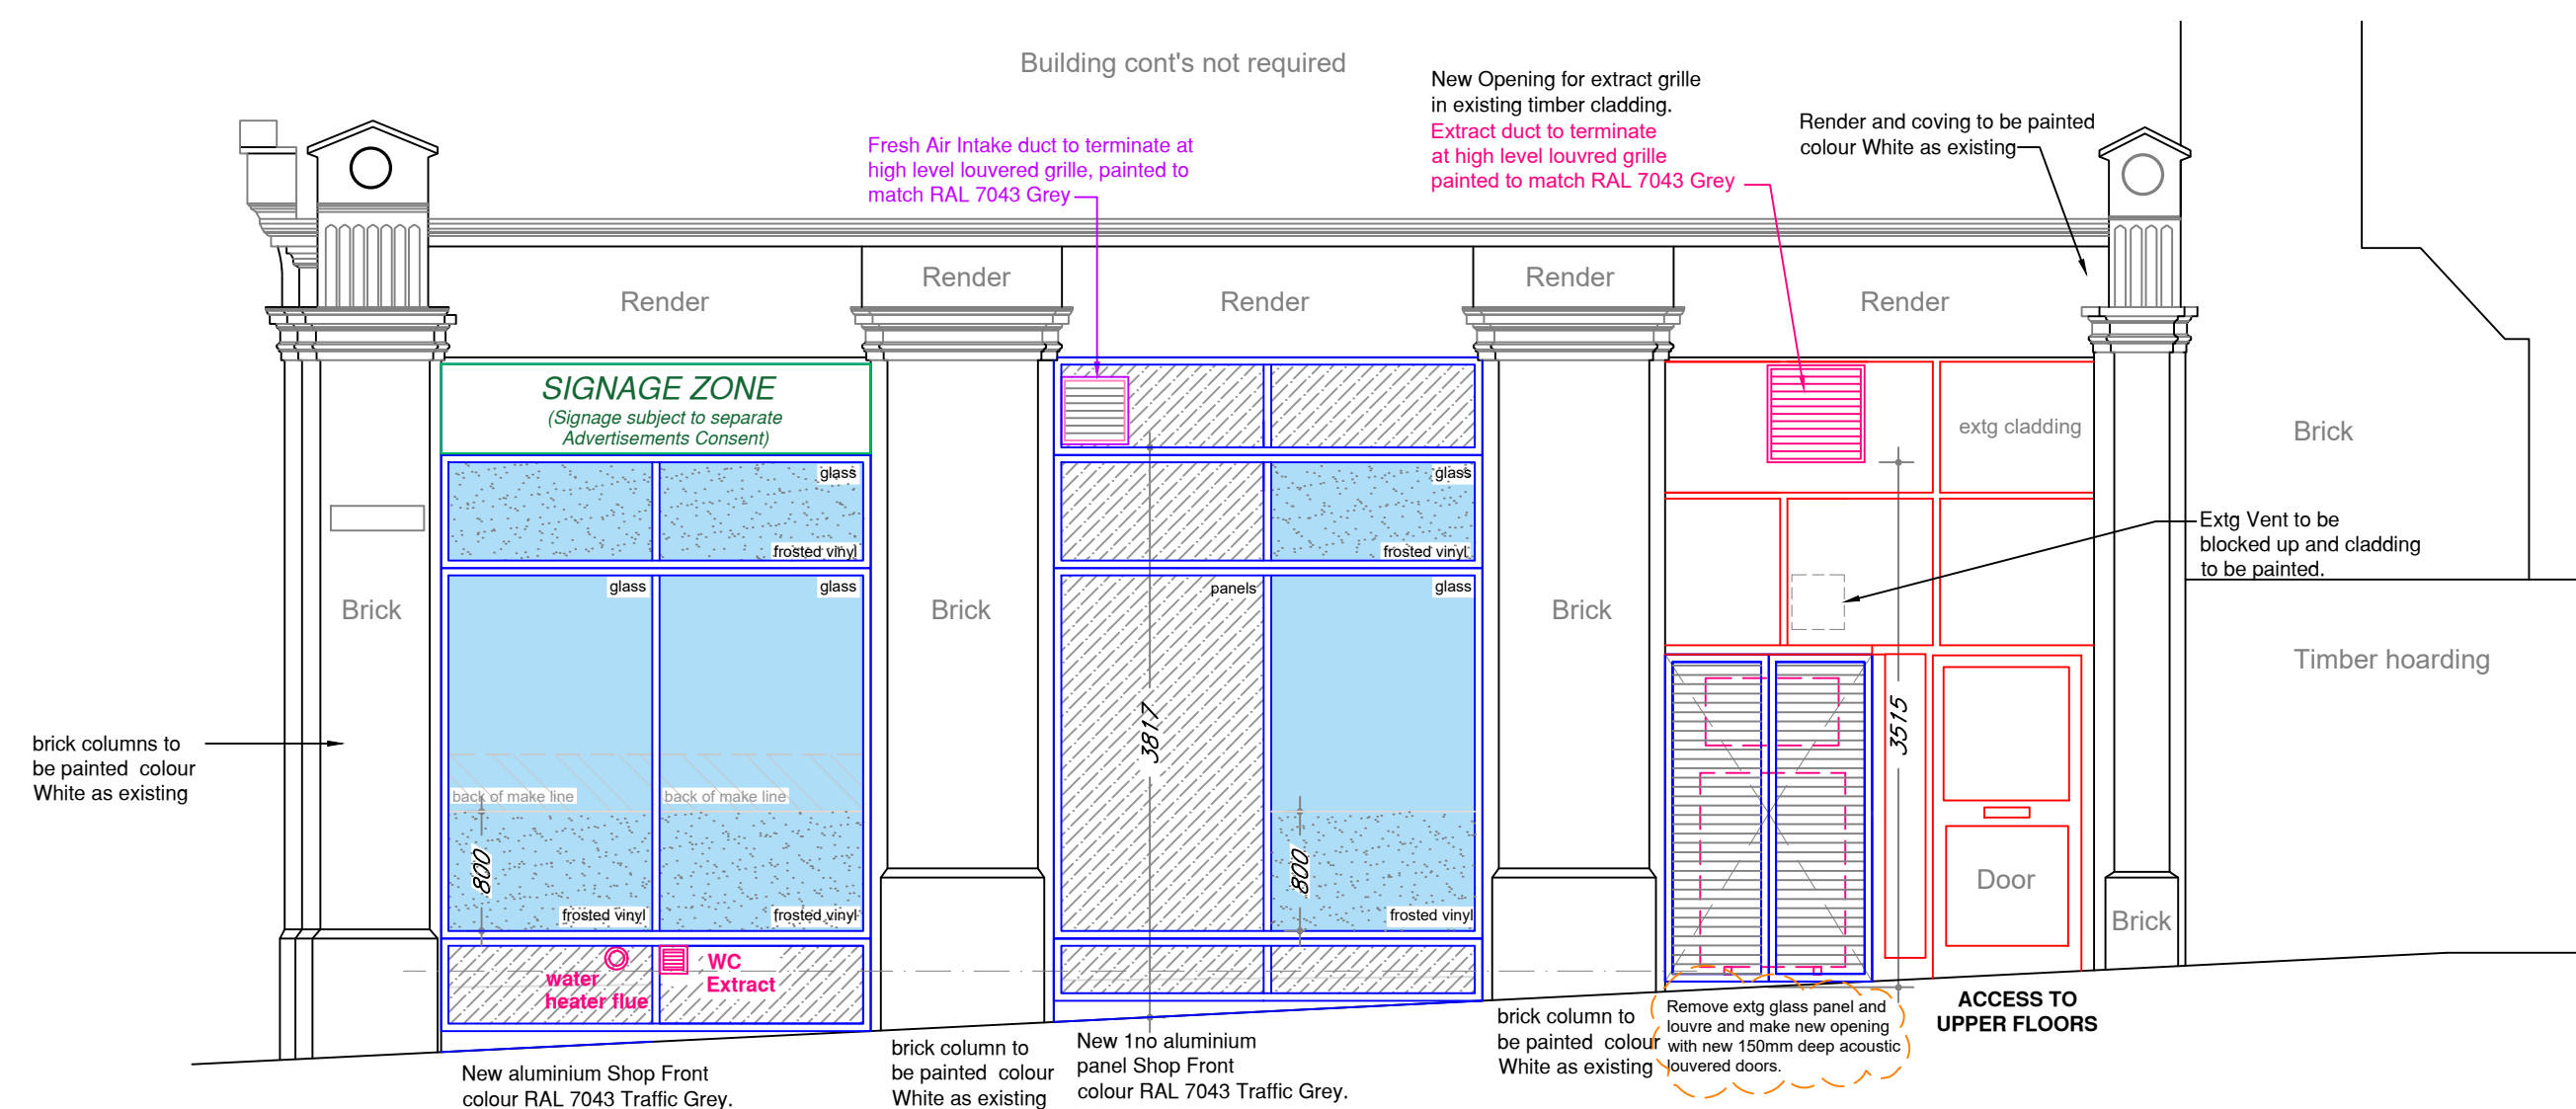 Building cont's not required
New Opening for extract grille
in existing timber cladding.
Extract duct to terminate
at high level louvred grille
painted to match RAL 7043 Grey
Render and coving to be painted
colour White as existing
Fresh Air Intake duct to terminate at
high level louvered grille, painted to
match RAL 7043 Grey
Render
Render
Render
Render
Render
SIGNAGE ZONE
(Signage subject to separate
Advertisements Consent)
extg cladding
Brick
glass
frosted vinyl
glass
frosted vinyl
Extg Vent to be
blocked up and cladding
to be painted.
glass
glass
panels
glass
Brick
Brick
Brick
Timber hoarding
brick columns to
be painted colour
White as existing
3817
3515
back of make line
back of make line
800
800
frosted vinyl
frosted vinyl
frosted vinyl
Door
Brick
water
heater flue
WC
Extract
ACCESS TO
UPPER FLOORS
Remove extg glass panel and
louvre and make new opening
with new 150mm deep acoustic
louvered doors.
brick column to
be painted colour
White as existing
New 1no aluminium
panel Shop Front
colour RAL 7043 Traffic Grey.
brick column to
be painted colour
White as existing
New aluminium Shop Front
colour RAL 7043 Traffic Grey.